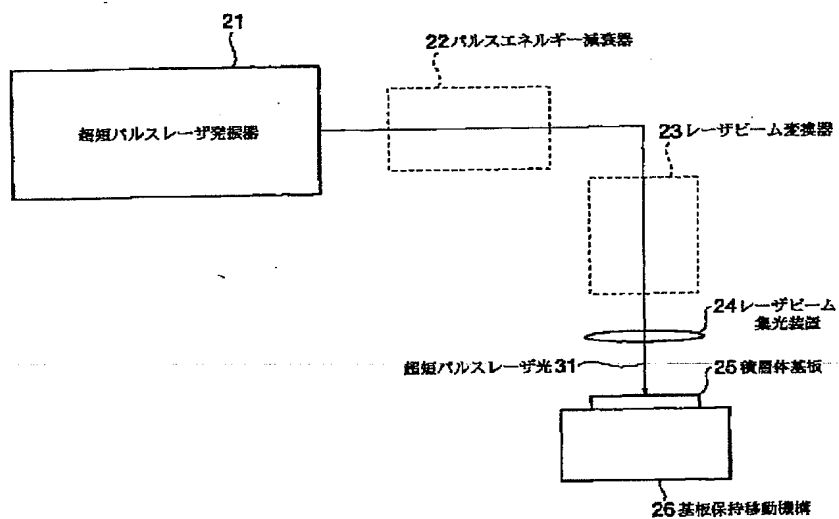 21
超短パルスレーザ発振器
22パルスエネルギー減衰器
23レーザビーム変換器
24レーザビーム
集光装置
超短パルスレーザ光31
25積層体基板
26基板保持移動機構